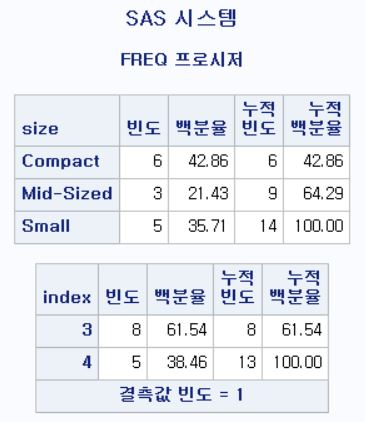 SAS 시스템
FREQ 프로시저
size 빈도 백분율 누적 빈도 누적 백분율
Compact 6 42.86 6 42.86
Mid-Sized 3 21.43 9 64.29
Small 5 35.71 14 100.00
index 빈도 백분율 누적 빈도 누적 백분율
3 8 61.54 8 61.54
4 5 38.46 13 100.00
결측값 빈도 = 1